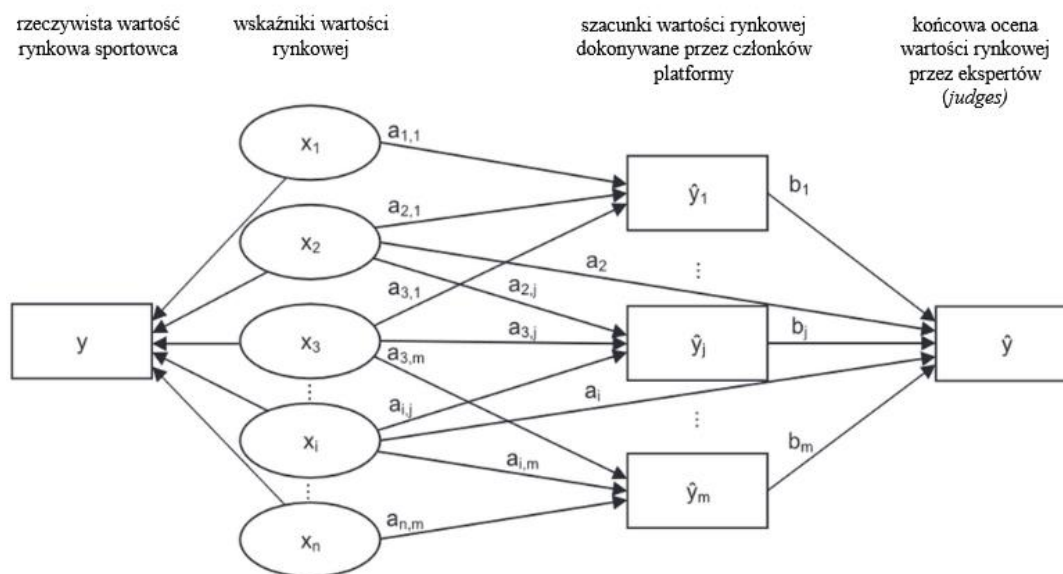 rzeczywista wartość
rynkowa sportowca
wskaźniki wartości
rynkowej
szacunki wartości rynkowej
dokonywane przez członków
platformy
końcowa ocena
wartości rynkowej
przez ekspertów
(judges)
x₁
a₁,₁
ŷ₁
b₁
x₂
a₂,₁
a₂
...
a₃,₁
a₂,ⱼ
y
x₃
a₃,ⱼ
ŷⱼ
bⱼ
ŷ
a₃,ₘ
...
aᵢ,ⱼ
aᵢ
...
xᵢ
aᵢ,ₘ
bₘ
ŷₘ
...
aₙ,ₘ
xₙ